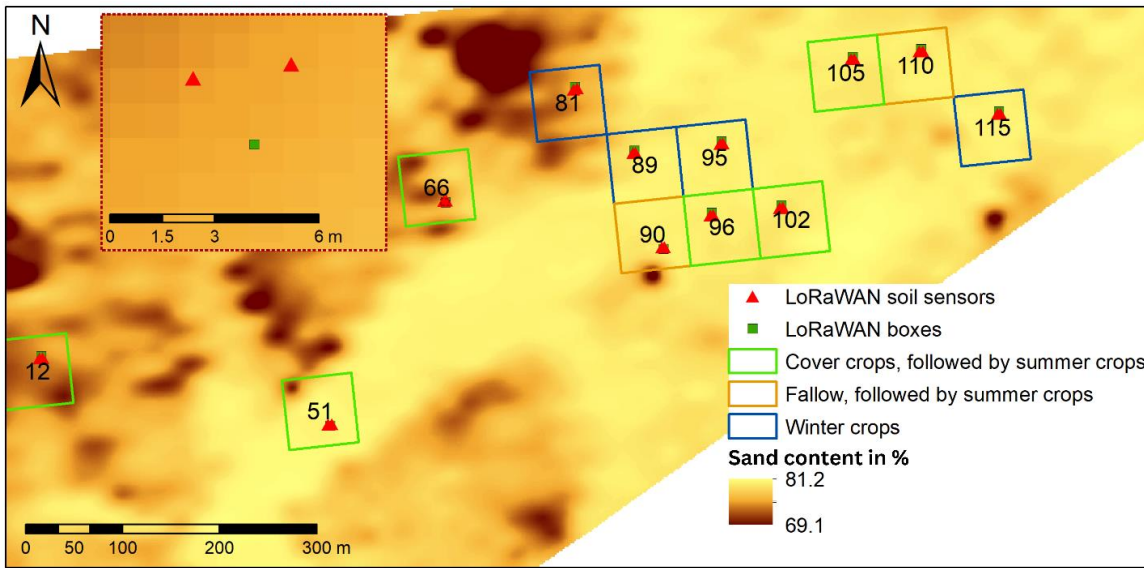 N
0 1.5 3 6 m
81
105
110
115
89
95
66
90
96
102
12
51
LoRaWAN soil sensors
LoRaWAN boxes
Cover crops, followed by summer crops
Fallow, followed by summer crops
Winter crops
Sand content in %
81.2
69.1
0 50 100 200 300 m